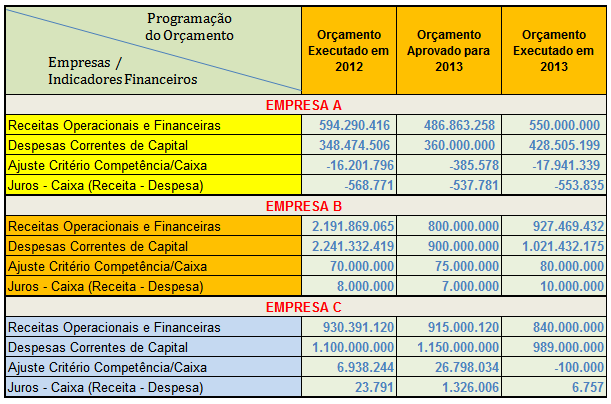 Programação
do Orçamento
Empresas /
Indicadores Financeiros
Orçamento
Executado em
2012
Orçamento
Aprovado para
2013
Orçamento
Executado em
2013
EMPRESA A
Receitas Operacionais e Financeiras 594.290.416 486.863.258 550.000.000
Despesas Correntes de Capital 348.474.506 360.000.000 428.505.199
Ajuste Critério Competência/Caixa -16.201.796 -385.578 -17.941.339
Juros - Caixa (Receita - Despesa) -568.771 -537.781 -553.835
EMPRESA B
Receitas Operacionais e Financeiras 2.191.869.065 800.000.000 927.469.432
Despesas Correntes de Capital 2.241.332.419 900.000.000 1.021.432.175
Ajuste Critério Competência/Caixa 70.000.000 75.000.000 80.000.000
Juros - Caixa (Receita - Despesa) 8.000.000 7.000.000 10.000.000
EMPRESA C
Receitas Operacionais e Financeiras 930.391.120 915.000.120 840.000.000
Despesas Correntes de Capital 1.100.000.000 1.150.000.000 989.000.000
Ajuste Critério Competência/Caixa 6.938.244 26.798.034 -100.000
Juros - Caixa (Receita - Despesa) 23.791 1.326.006 6.757